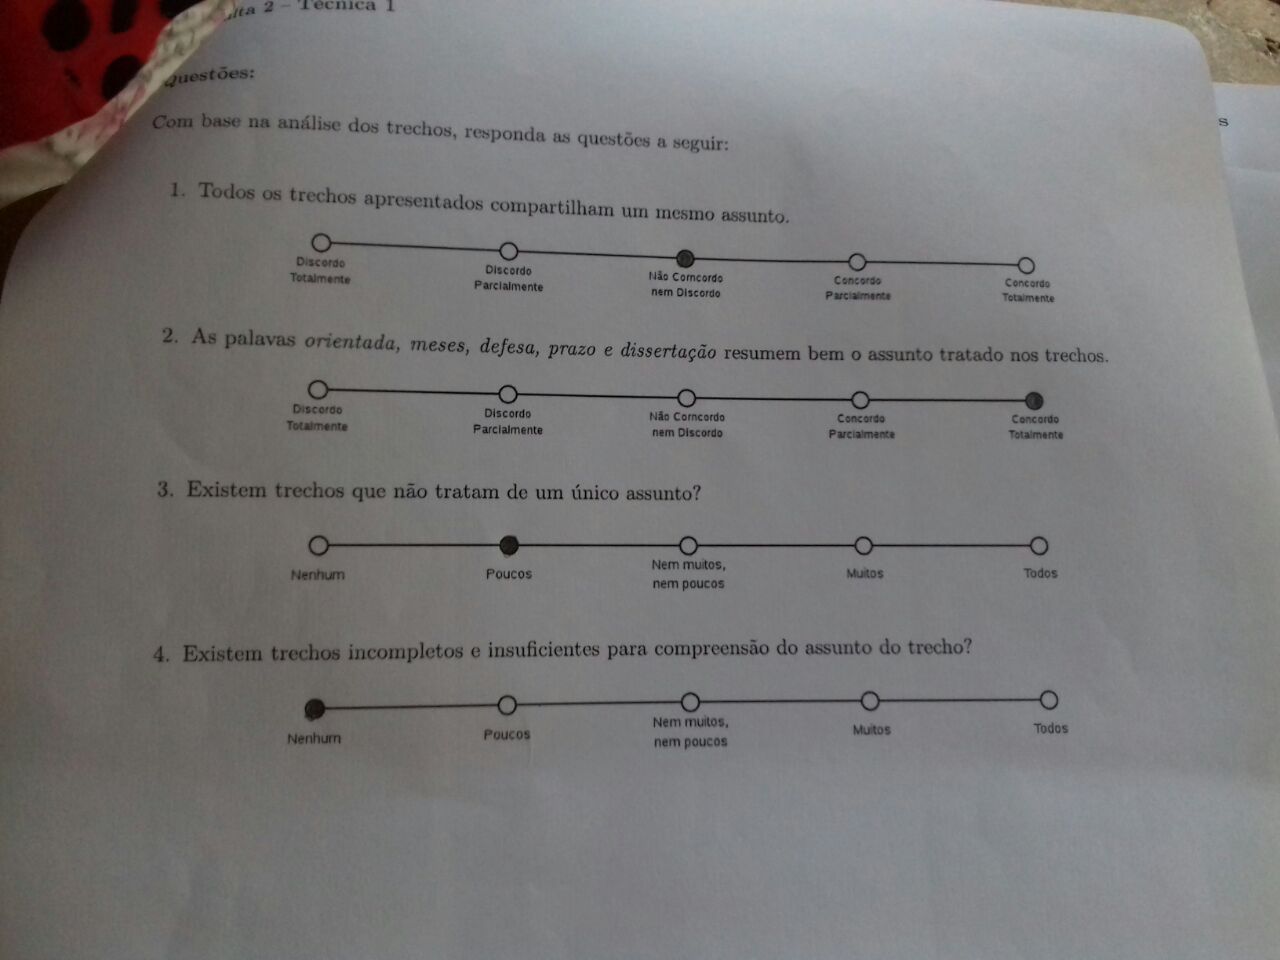 2 – Técnica 1
Questões:
Com base na análise dos trechos, responda as questões a seguir:
1. Todos os trechos apresentados compartilham um mesmo assunto.
Discordo Totalmente
Discordo Parcialmente
Não Corncordo nem Discordo
Concordo Parcialmente
Concordo Totalmente
2. As palavas orientada, meses, defesa, prazo e dissertação resumem bem o assunto tratado nos trechos.
Discordo Totalmente
Discordo Parcialmente
Não Corncordo nem Discordo
Concordo Parcialmente
Concordo Totalmente
3. Existem trechos que não tratam de um único assunto?
Nenhum
Poucos
Nem muitos, nem poucos
Muitos
Todos
4. Existem trechos incompletos e insuficientes para compreensão do assunto do trecho?
Nenhum
Poucos
Nem muitos, nem poucos
Muitos
Todos